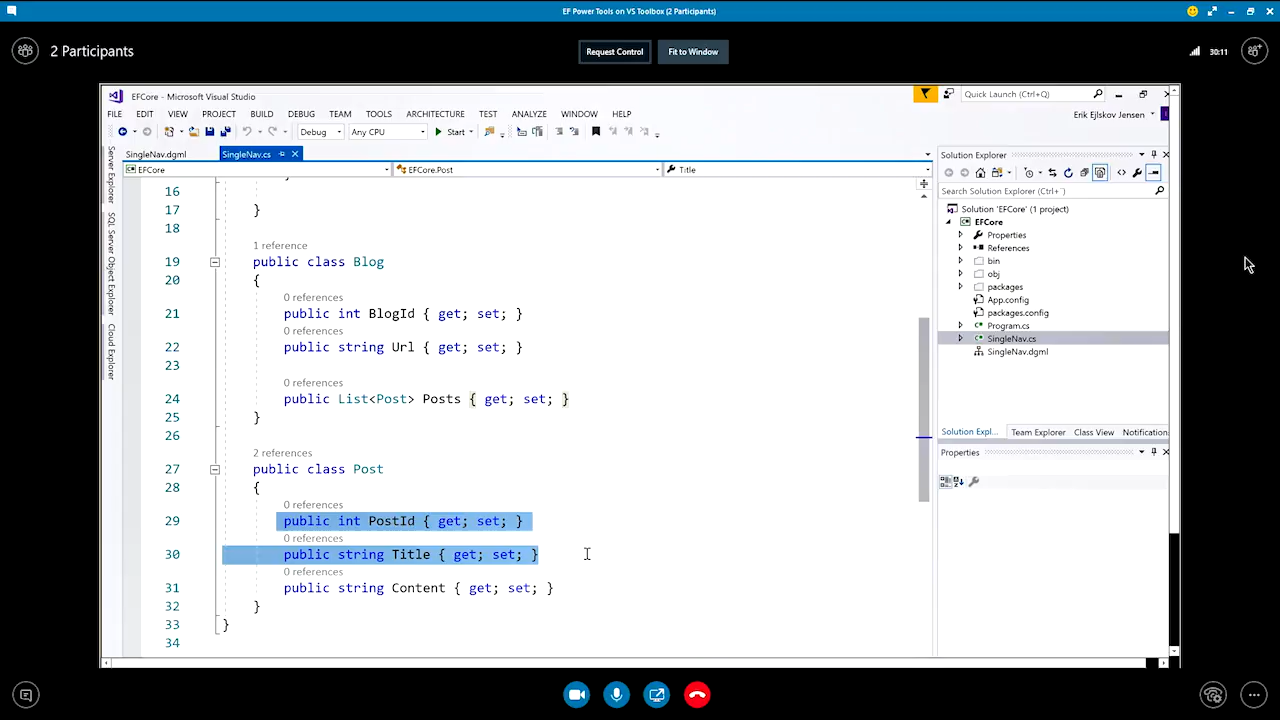 EF Power Tools on VS Toolbox (2 Participants)
2 Participants
Request Control
Fit to Window
30:11
EFCore - Microsoft Visual Studio
Quick Launch (Ctrl+Q)
FILE EDIT VIEW PROJECT BUILD DEBUG TEAM TOOLS ARCHITECTURE TEST ANALYZE WINDOW HELP
Erik Ejlskov Jensen
Debug Any CPU Start
SingleNav.dgml SingleNav.cs
EFCore EFCore.Post Title
Server Explorer
SQL Server Object Explorer
Cloud Explorer
16
17 }
18
1 reference
19 public class Blog
20 {
0 references
21 public int BlogId { get; set; }
0 references
22 public string Url { get; set; }
23
0 references
24 public List<Post> Posts { get; set; }
25 }
26
2 references
27 public class Post
28 {
0 references
29 public int PostId { get; set; }
0 references
30 public string Title { get; set; }
0 references
31 public string Content { get; set; }
32 }
33 }
34
Solution Explorer
Search Solution Explorer (Ctrl+¨)
Solution 'EFCore' (1 project)
EFCore
Properties
References
bin
obj
packages
App.config
packages.config
Program.cs
SingleNav.cs
SingleNav.dgml
Solution Expl... Team Explorer Class View Notification
Properties